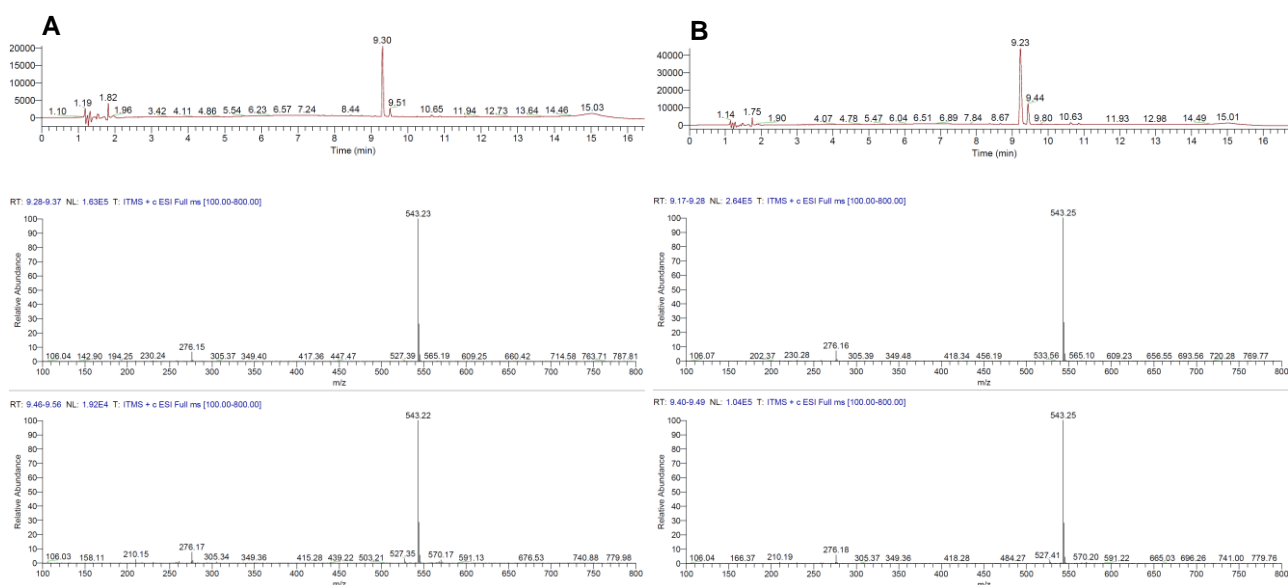 A
20000
15000
10000
5000
0
1.10 1.19 1.82 1.96 3.42 4.11 4.86 5.54 6.23 6.57 7.24 8.44 9.30 9.51 10.65 11.94 12.73 13.64 14.46 15.03
0 1 2 3 4 5 6 7 8 9 10 11 12 13 14 15 16
Time (min)
RT: 9.28-9.37 NL: 1.63E5 T: ITMS + c ESI Full ms [100.00-800.00]
543.23
100
90
80
70
60
50
40
30
20
10
0
Relative Abundance
106.04 142.90 194.25 230.24 276.15 305.37 349.40 417.36 447.47 527.39 565.19 609.25 660.42 714.58 763.71 787.81
100 150 200 250 300 350 400 450 500 550 600 650 700 750 800
m/z
RT: 9.46-9.56 NL: 1.92E4 T: ITMS + c ESI Full ms [100.00-800.00]
543.22
100
90
80
70
60
50
40
30
20
10
0
Relative Abundance
106.03 158.11 210.15 276.17 305.34 349.36 415.28 439.22 503.21 527.35 570.17 591.13 676.53 740.88 779.98
100 150 200 250 300 350 400 450 500 550 600 650 700 750 800
m/z
B
40000
30000
20000
10000
0
1.14 1.75 1.90 4.07 4.78 5.47 6.04 6.51 6.89 7.84 8.67 9.23 9.44 9.80 10.63 11.93 12.98 14.49 15.01
0 1 2 3 4 5 6 7 8 9 10 11 12 13 14 15 16
Time (min)
RT: 9.17-9.28 NL: 2.64E5 T: ITMS + c ESI Full ms [100.00-800.00]
543.25
100
90
80
70
60
50
40
30
20
10
0
Relative Abundance
106.07 202.37 230.28 276.16 305.39 349.48 418.34 456.19 533.56 565.10 609.23 656.55 693.56 720.28 769.77
100 150 200 250 300 350 400 450 500 550 600 650 700 750 800
m/z
RT: 9.40-9.49 NL: 1.04E5 T: ITMS + c ESI Full ms [100.00-800.00]
543.25
100
90
80
70
60
50
40
30
20
10
0
Relative Abundance
106.04 166.37 210.19 276.18 305.37 349.36 418.28 484.27 527.41 570.20 591.22 665.03 696.26 741.00 779.76
100 150 200 250 300 350 400 450 500 550 600 650 700 750 800
m/z